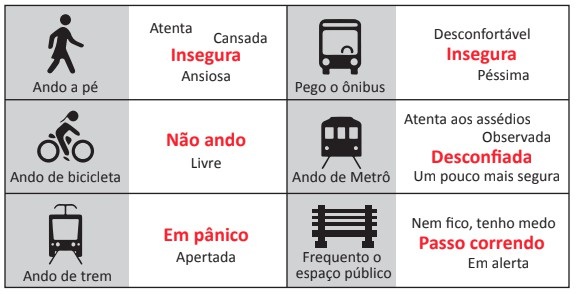 Ando a pé
Atenta
Cansada
Insegura
Ansiosa
Pego o ônibus
Desconfortável
Insegura
Péssima
Ando de bicicleta
Não ando
Livre
Ando de Metrô
Atenta aos assédios
Observada
Desconfiada
Um pouco mais segura
Ando de trem
Em pânico
Apertada
Frequento o
espaço público
Nem fico, tenho medo
Passo correndo
Em alerta